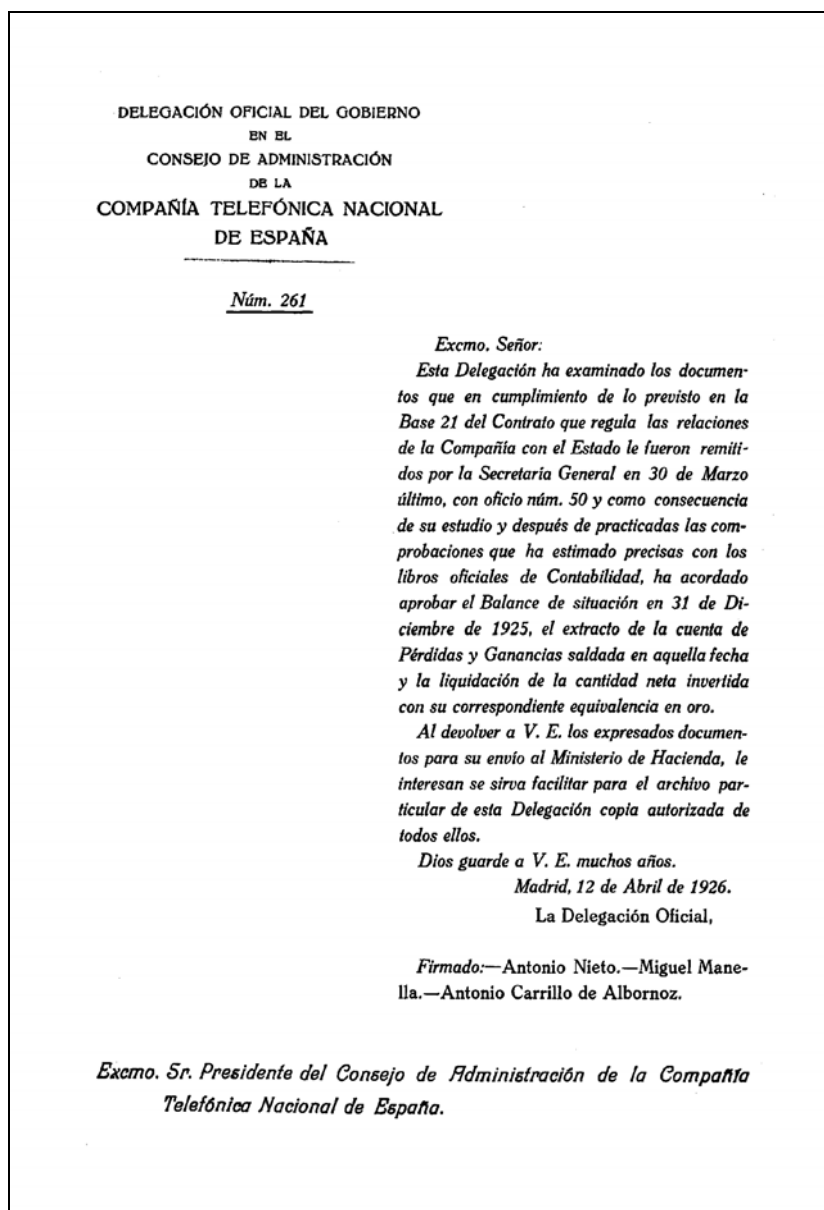 DELEGACIÓN OFICIAL DEL GOBIERNO
EN EL
CONSEJO DE ADMINISTRACIÓN
DE LA
COMPAÑÍA TELEFÓNICA NACIONAL
DE ESPAÑA
Núm. 261
Excmo. Señor:
Esta Delegación ha examinado los documen-
tos que en cumplimiento de lo previsto en la
Base 21 del Contrato que regula las relaciones
de la Compañía con el Estado le fueron remiti-
dos por la Secretaría General en 30 de Marzo
último, con oficio núm. 50 y como consecuencia
de su estudio y después de practicadas las com-
probaciones que ha estimado precisas con los
libros oficiales de Contabilidad, ha acordado
aprobar el Balance de situación en 31 de Di-
ciembre de 1925, el extracto de la cuenta de
Pérdidas y Ganancias saldada en aquella fecha
y la liquidación de la cantidad neta invertida
con su correspondiente equivalencia en oro.
Al devolver a V. E. los expresados documen-
tos para su envío al Ministerio de Hacienda, le
interesan se sirva facilitar para el archivo par-
ticular de esta Delegación copia autorizada de
todos ellos.
Dios guarde a V. E. muchos años.
Madrid, 12 de Abril de 1926.
La Delegación Oficial,
Firmado:—Antonio Nieto.—Miguel Mane-
lla.—Antonio Carrillo de Albornoz.
Excmo. Sr. Presidente del Consejo de Administración de la Compañía
Telefónica Nacional de España.